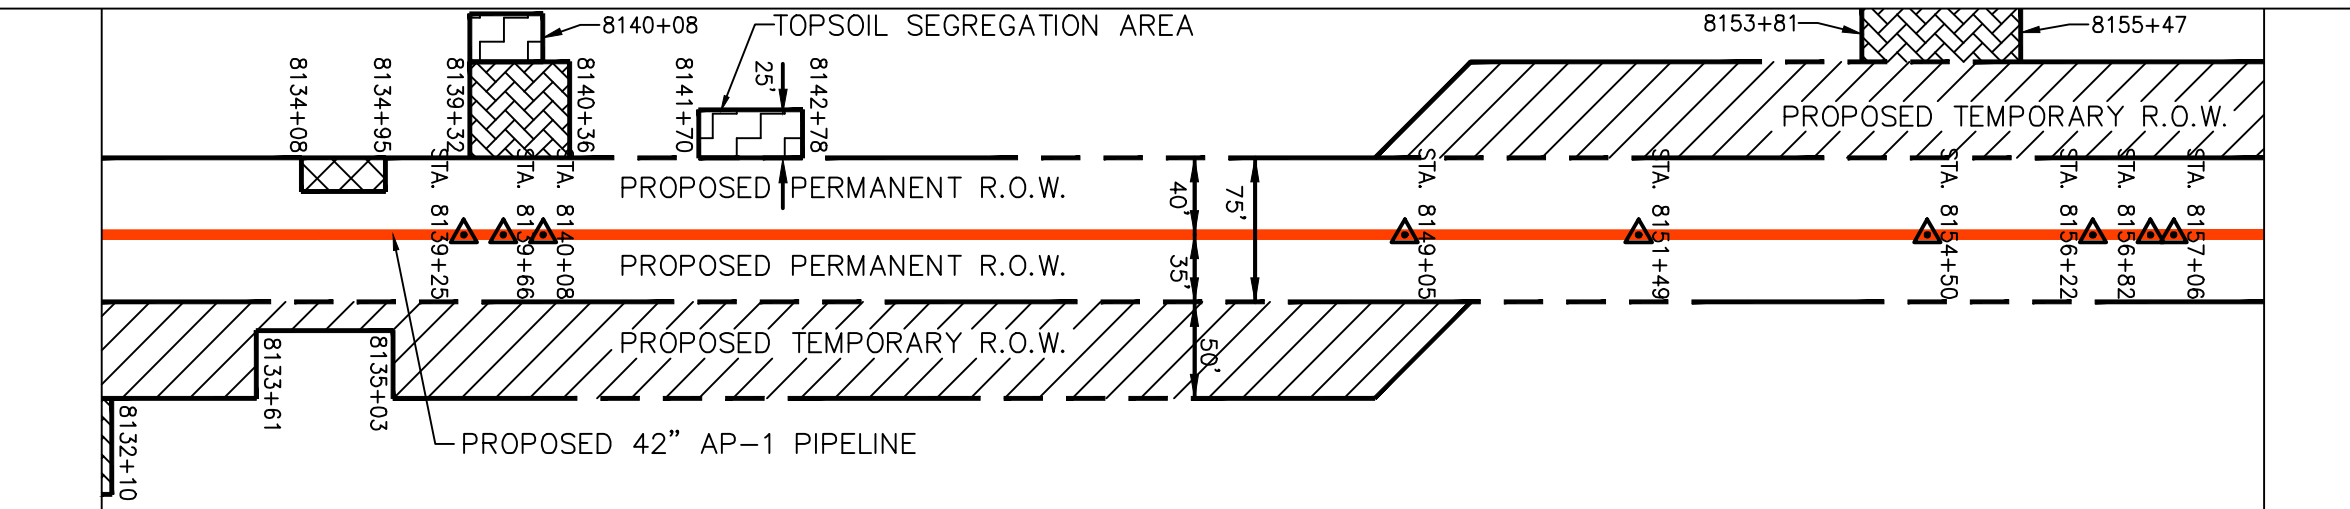 8140+08
TOPSOIL SEGREGATION AREA
8153+81
8155+47
8134+08
8134+95
8139+32
8140+36
8141+70
25'
8142+78
PROPOSED TEMPORARY R.O.W.
STA. 8139+25
STA. 8139+66
STA. 8140+08
PROPOSED PERMANENT R.O.W.
40'
75'
STA. 8149+05
STA. 8151+49
STA. 8154+50
STA. 8156+22
STA. 8156+82
STA. 8157+06
PROPOSED PERMANENT R.O.W.
35'
PROPOSED TEMPORARY R.O.W.
50'
8133+61
8135+03
8132+10
PROPOSED 42" AP-1 PIPELINE